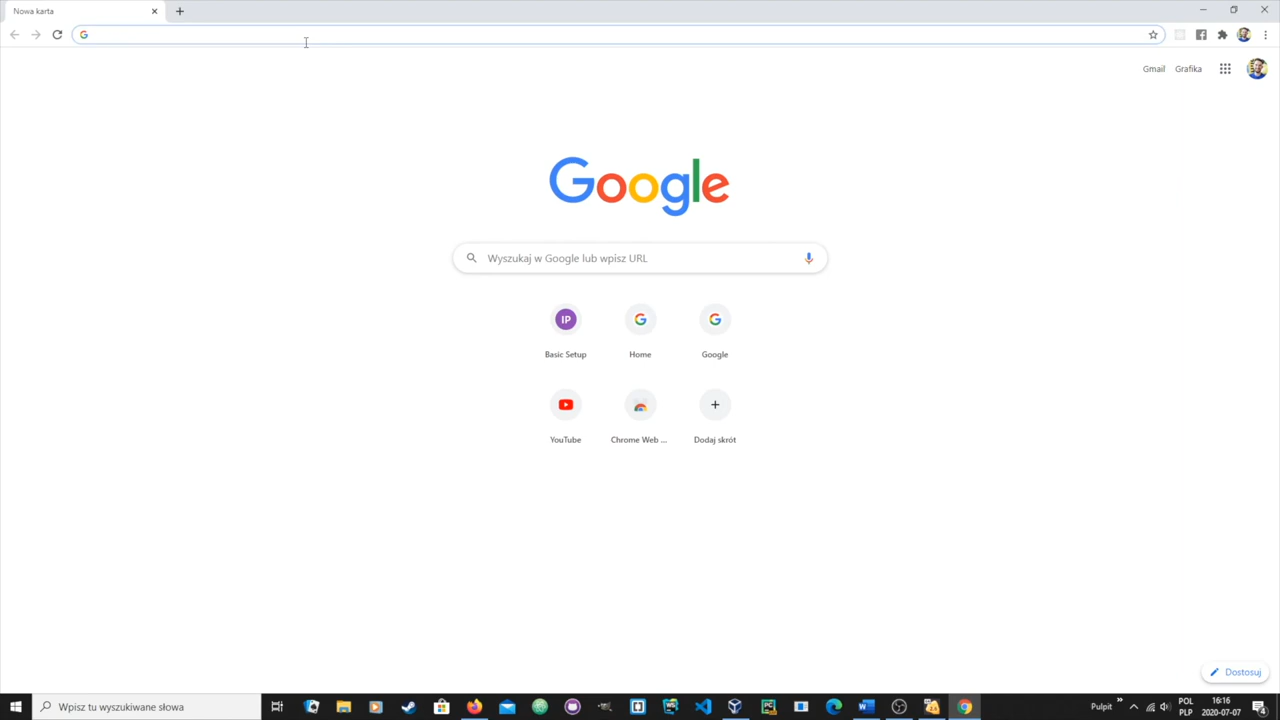 Nowa karta
Gmail Grafika
Google
Wyszukaj w Google lub wpisz URL
IP
Basic Setup Home Google
YouTube Chrome Web ... Dodaj skrót
Dostosuj
Wpisz tu wyszukiwane słowa
Pulpit
POL
PLP
16:16
2020-07-07
4